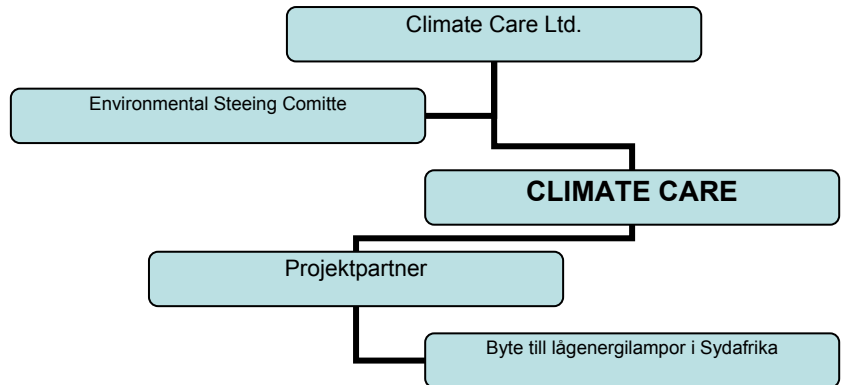 Climate Care Ltd.
Environmental Steeing Comitte
CLIMATE CARE
Projektpartner
Byte till lågenergilampor i Sydafrika